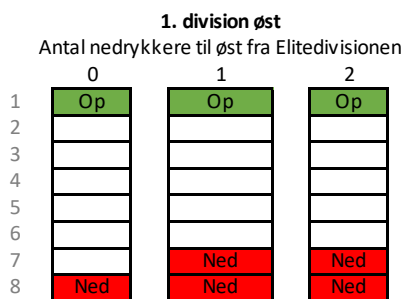 1. division øst
Antal nedrykkere til øst fra Elitedivisionen
0 1 2
1 Op Op Op
2
3
4
5
6
7 Ned Ned
8 Ned Ned Ned